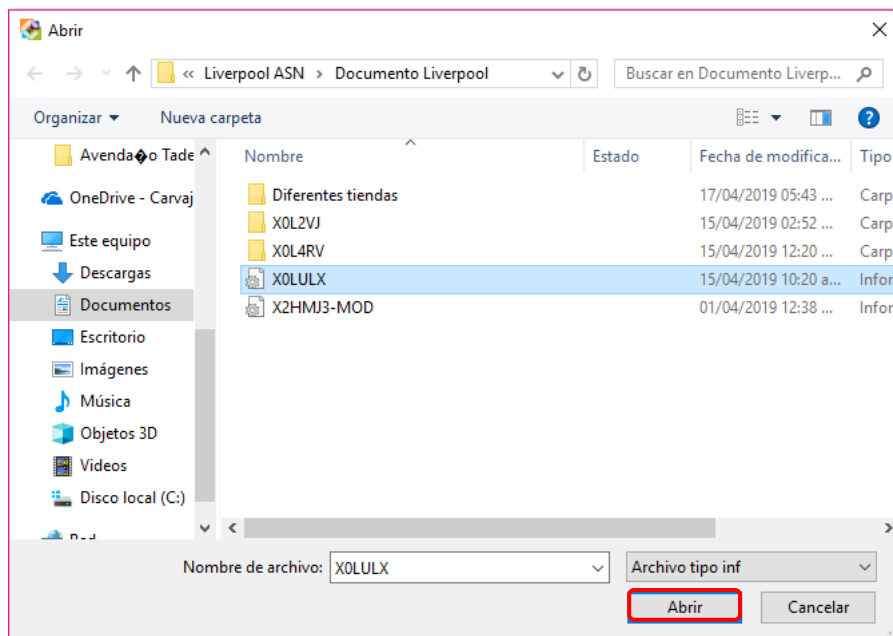 Abrir
« Liverpool ASN > Documento Liverpool
Buscar en Documento Liverp...
Organizar Nueva carpeta
Nombre Estado Fecha de modifica... Tipo
Avenda�o Tade
OneDrive - Carvaj
Este equipo
Descargas
Documentos
Escritorio
Imágenes
Música
Objetos 3D
Videos
Disco local (C:)
Red
Diferentes tiendas 17/04/2019 05:43 ... Carp
X0L2VJ 15/04/2019 02:52 ... Carp
X0L4RV 15/04/2019 12:20 ... Carp
X0LULX 15/04/2019 10:20 a... Infor
X2HMJ3-MOD 01/04/2019 12:38 ... Infor
Nombre de archivo: X0LULX Archivo tipo inf
Abrir Cancelar